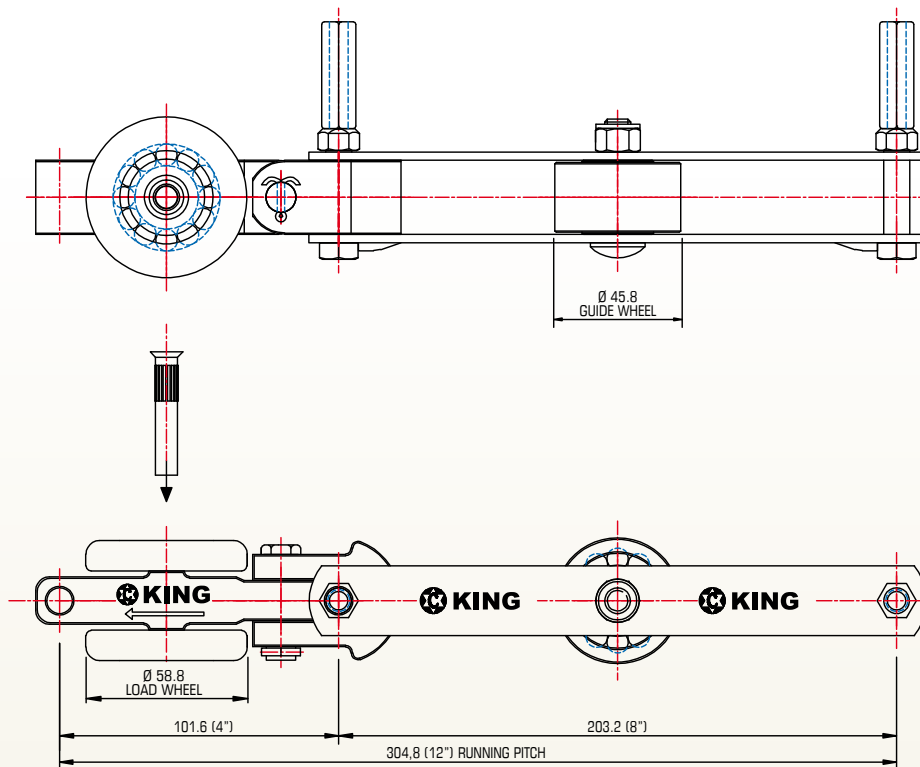 Ø 45.8
GUIDE WHEEL
KING
KING
KING
Ø 58.8
LOAD WHEEL
101.6 (4")
203.2 (8")
304,8 (12") RUNNING PITCH